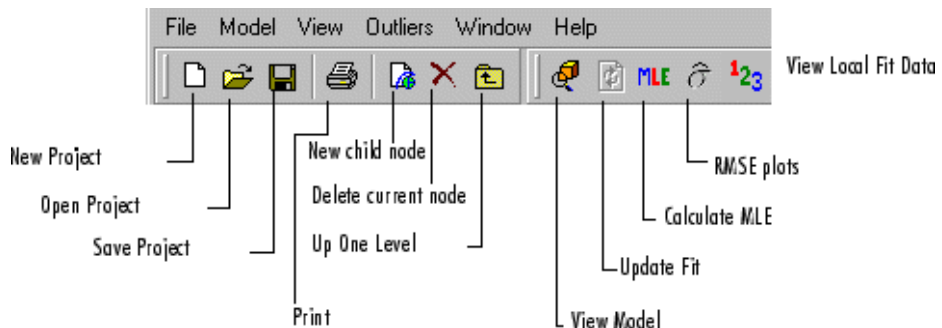 File Model View Outliers Window Help
MLE σ̂ 123
View Local Fit Data
New Project
New child node
RMSE plots
Delete current node
Open Project
Calculate MLE
Save Project
Up One Level
Update Fit
Print
View Model